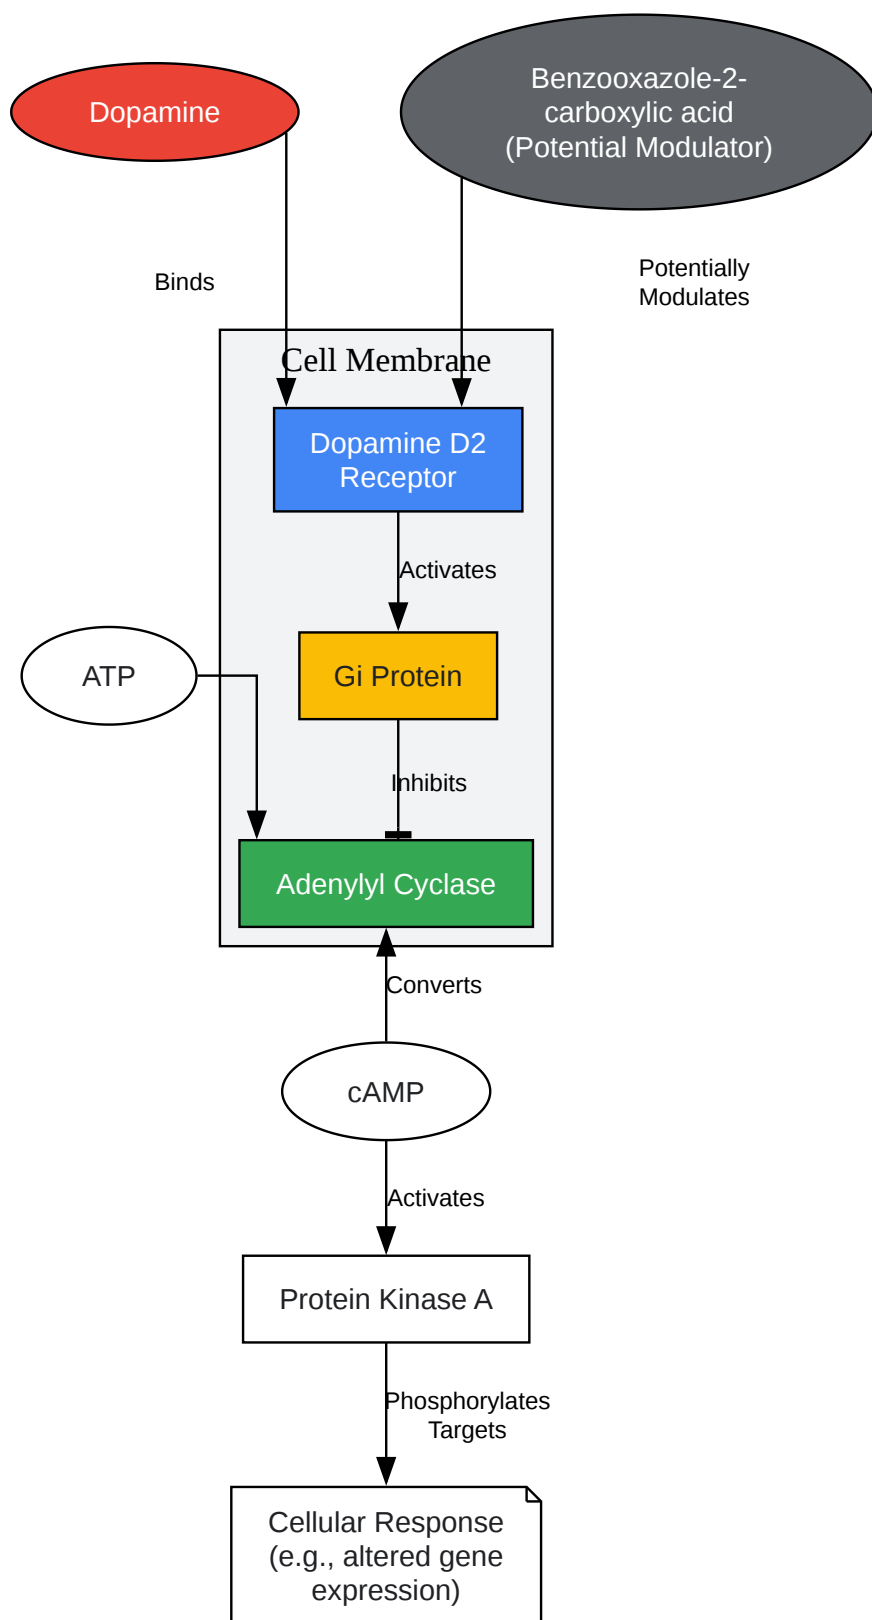 Dopamine
Benzooxazole-2-
carboxylic acid
(Potential Modulator)
Binds
Potentially
Modulates
Cell Membrane
Dopamine D2
Receptor
Activates
ATP
Gi Protein
Inhibits
Adenylyl Cyclase
Converts
cAMP
Activates
Protein Kinase A
Phosphorylates
Targets
Cellular Response
(e.g., altered gene
expression)